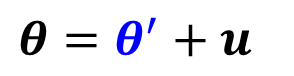 θ = θ′ + u